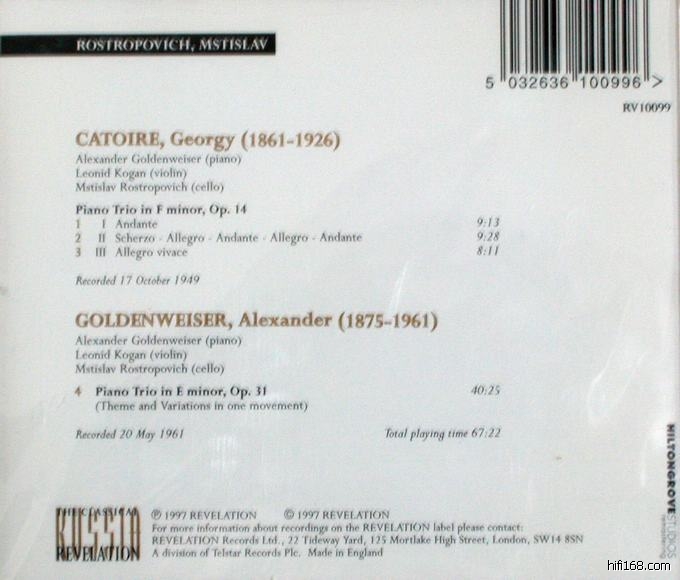 ROSTROPOVICH, MSTISLAV
5 032636 100996 >
RV10099
CATOIRE, Georgy (1861-1926)
Alexander Goldenweiser (piano)
Leonid Kogan (violin)
Mstislav Rostropovich (cello)
Piano Trio in F minor, Op. 14
1 I Andante 9:13
2 II Scherzo - Allegro - Andante - Allegro - Andante 9:28
3 III Allegro vivace 8:11
Recorded 17 October 1949
GOLDENWEISER, Alexander (1875-1961)
Alexander Goldenweiser (piano)
Leonid Kogan (violin)
Mstislav Rostropovich (cello)
4 Piano Trio in E minor, Op. 31 40:25
(Theme and Variations in one movement)
Recorded 20 May 1961 Total playing time 67:22
HILTONGROVE STUDIOS
THE CLASSICAL
RUSSIA
REVELATION
℗ 1997 REVELATION © 1997 REVELATION
For more information about recordings on the REVELATION label please contact:
REVELATION Records Ltd., 22 Tideway Yard, 125 Mortlake High Street, London, SW14 8SN
A division of Telstar Records Plc. Made in England
hifi168.com